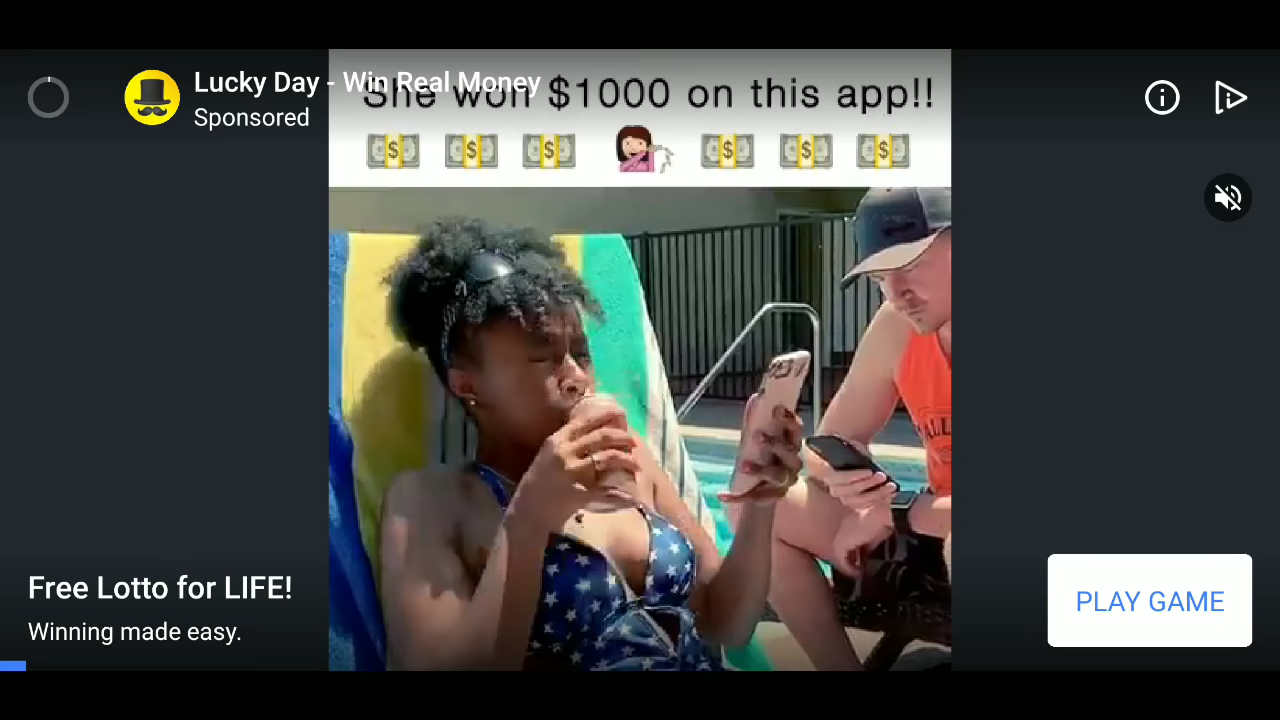 Lucky Day - Win Real Money
Sponsored
She won $1000 on this app!!
Free Lotto for LIFE!
Winning made easy.
PLAY GAME